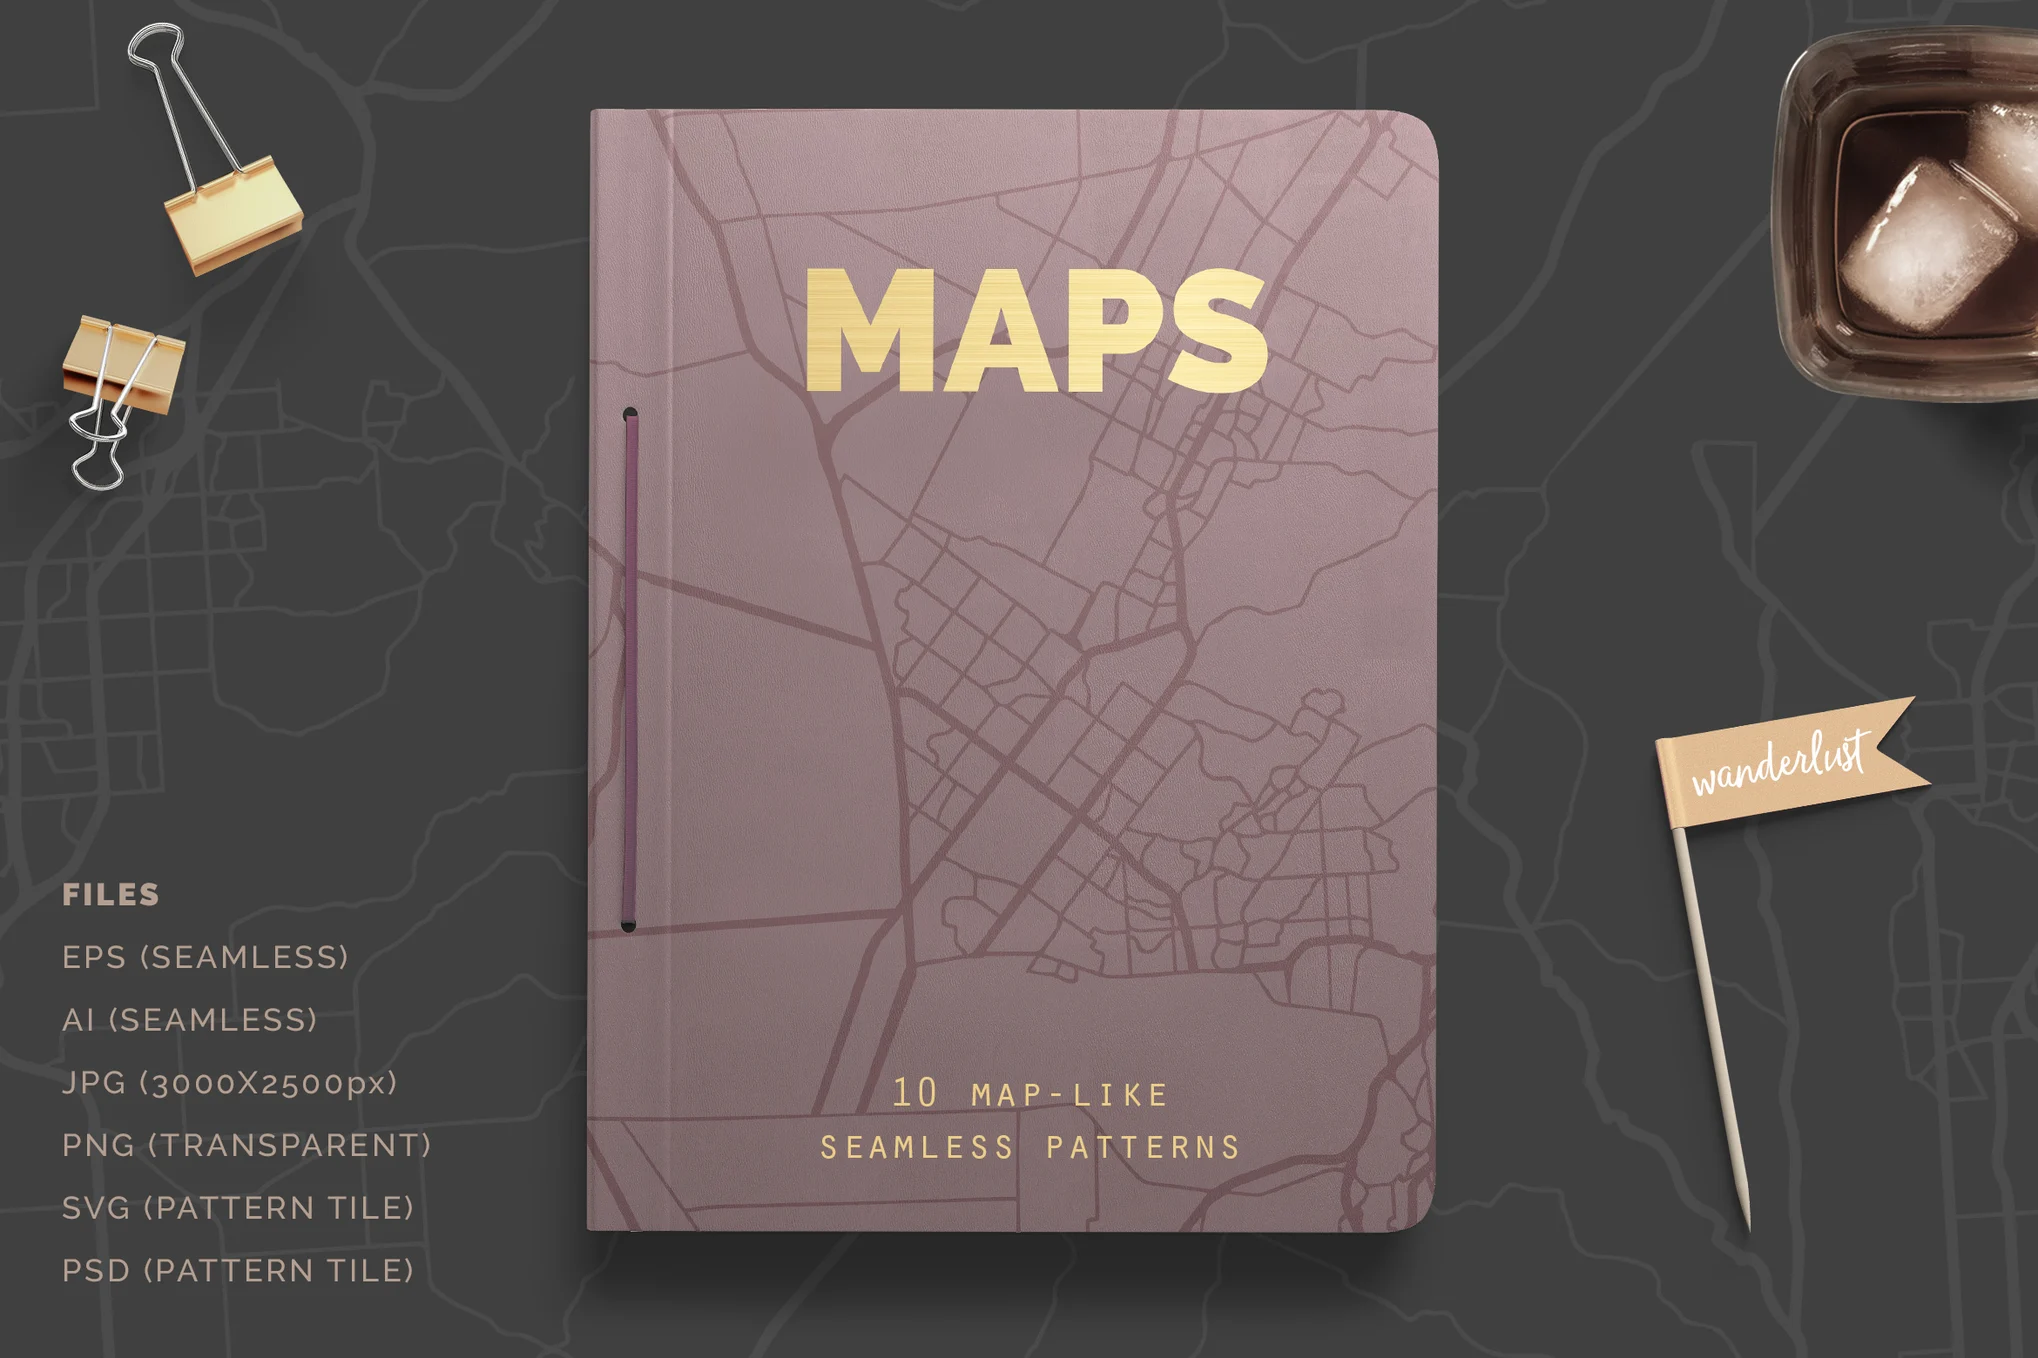 MAPS
10 MAP-LIKE
SEAMLESS PATTERNS
wanderlust
FILES
EPS (SEAMLESS)
AI (SEAMLESS)
JPG (3000X2500px)
PNG (TRANSPARENT)
SVG (PATTERN TILE)
PSD (PATTERN TILE)